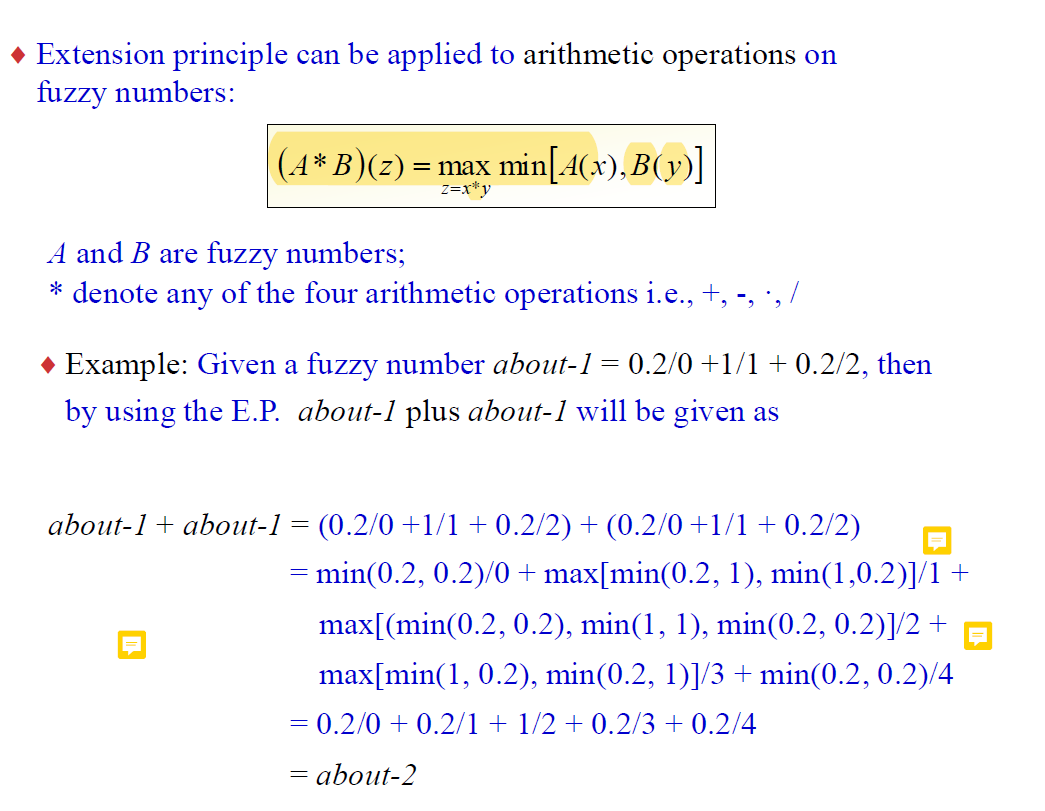 ♦ Extension principle can be applied to arithmetic operations on
fuzzy numbers:
(A * B)(z) = max min[A(x), B(y)]
z=x*y
A and B are fuzzy numbers;
* denote any of the four arithmetic operations i.e., +, -, ·, /
♦ Example: Given a fuzzy number about-1 = 0.2/0 +1/1 + 0.2/2, then
by using the E.P. about-1 plus about-1 will be given as
about-1 + about-1 = (0.2/0 +1/1 + 0.2/2) + (0.2/0 +1/1 + 0.2/2)
= min(0.2, 0.2)/0 + max[min(0.2, 1), min(1,0.2)]/1 +
max[(min(0.2, 0.2), min(1, 1), min(0.2, 0.2)]/2 +
max[min(1, 0.2), min(0.2, 1)]/3 + min(0.2, 0.2)/4
= 0.2/0 + 0.2/1 + 1/2 + 0.2/3 + 0.2/4
= about-2